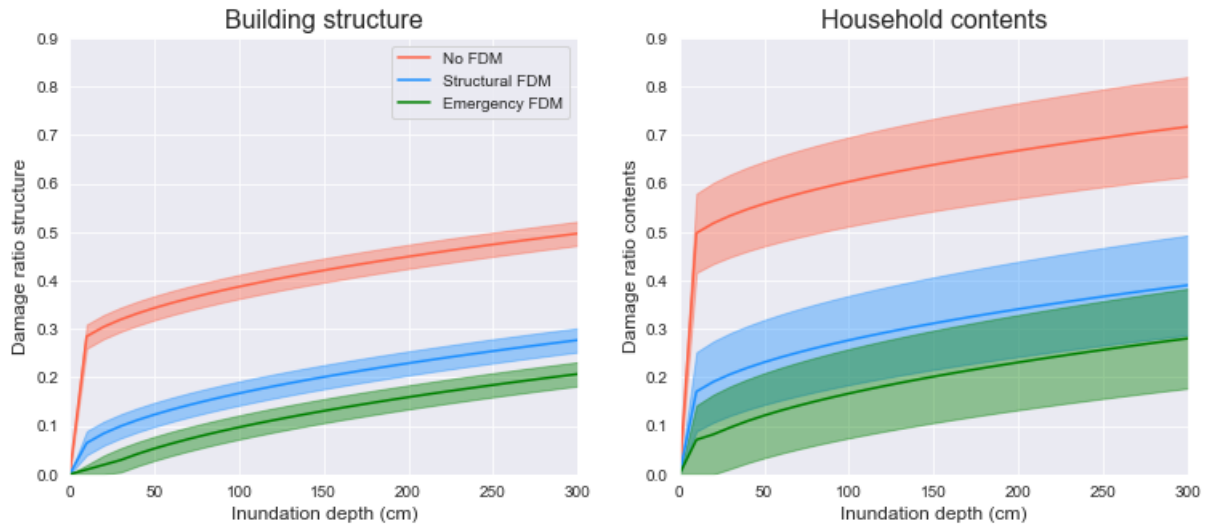 Building structure
0.9
0.8
0.7
0.6
0.5
0.4
0.3
0.2
0.1
0.0
Damage ratio structure
No FDM
Structural FDM
Emergency FDM
0 50 100 150 200 250 300
Inundation depth (cm)
Household contents
0.9
0.8
0.7
0.6
0.5
0.4
0.3
0.2
0.1
0.0
Damage ratio contents
0 50 100 150 200 250 300
Inundation depth (cm)